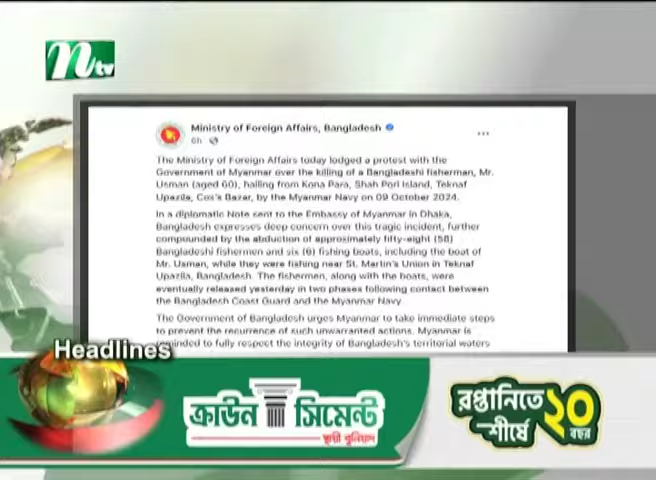 ntv
Ministry of Foreign Affairs, Bangladesh
6h
The Ministry of Foreign Affairs today lodged a protest with the
Government of Myanmar over the killing of a Bangladeshi fisherman, Mr.
Usman (aged 60), hailing from Kona Para, Shah Pori Island, Teknaf
Upazila, Cox's Bazar, by the Myanmar Navy on 09 October 2024.
In a diplomatic Note sent to the Embassy of Myanmar in Dhaka,
Bangladesh expresses deep concern over this tragic incident, further
compounded by the abduction of approximately fifty-eight (58)
Bangladeshi fishermen and six (6) fishing boats, including the boat of
Mr. Usman, while they were fishing near St. Martin's Union in Teknaf
Upazila, Bangladesh. The fishermen, along with the boats, were
eventually released yesterday in two phases following contact between
the Bangladesh Coast Guard and the Myanmar Navy.
The Government of Bangladesh urges Myanmar to take immediate steps
to prevent the recurrence of such unwarranted actions. Myanmar is
reminded to fully respect the integrity of Bangladesh's territorial waters
Headlines
ক্রাউন সিমেন্ট
স্থায়ী বুনিয়াদ
রপ্তানিতে
শীর্ষে ২০ বছর